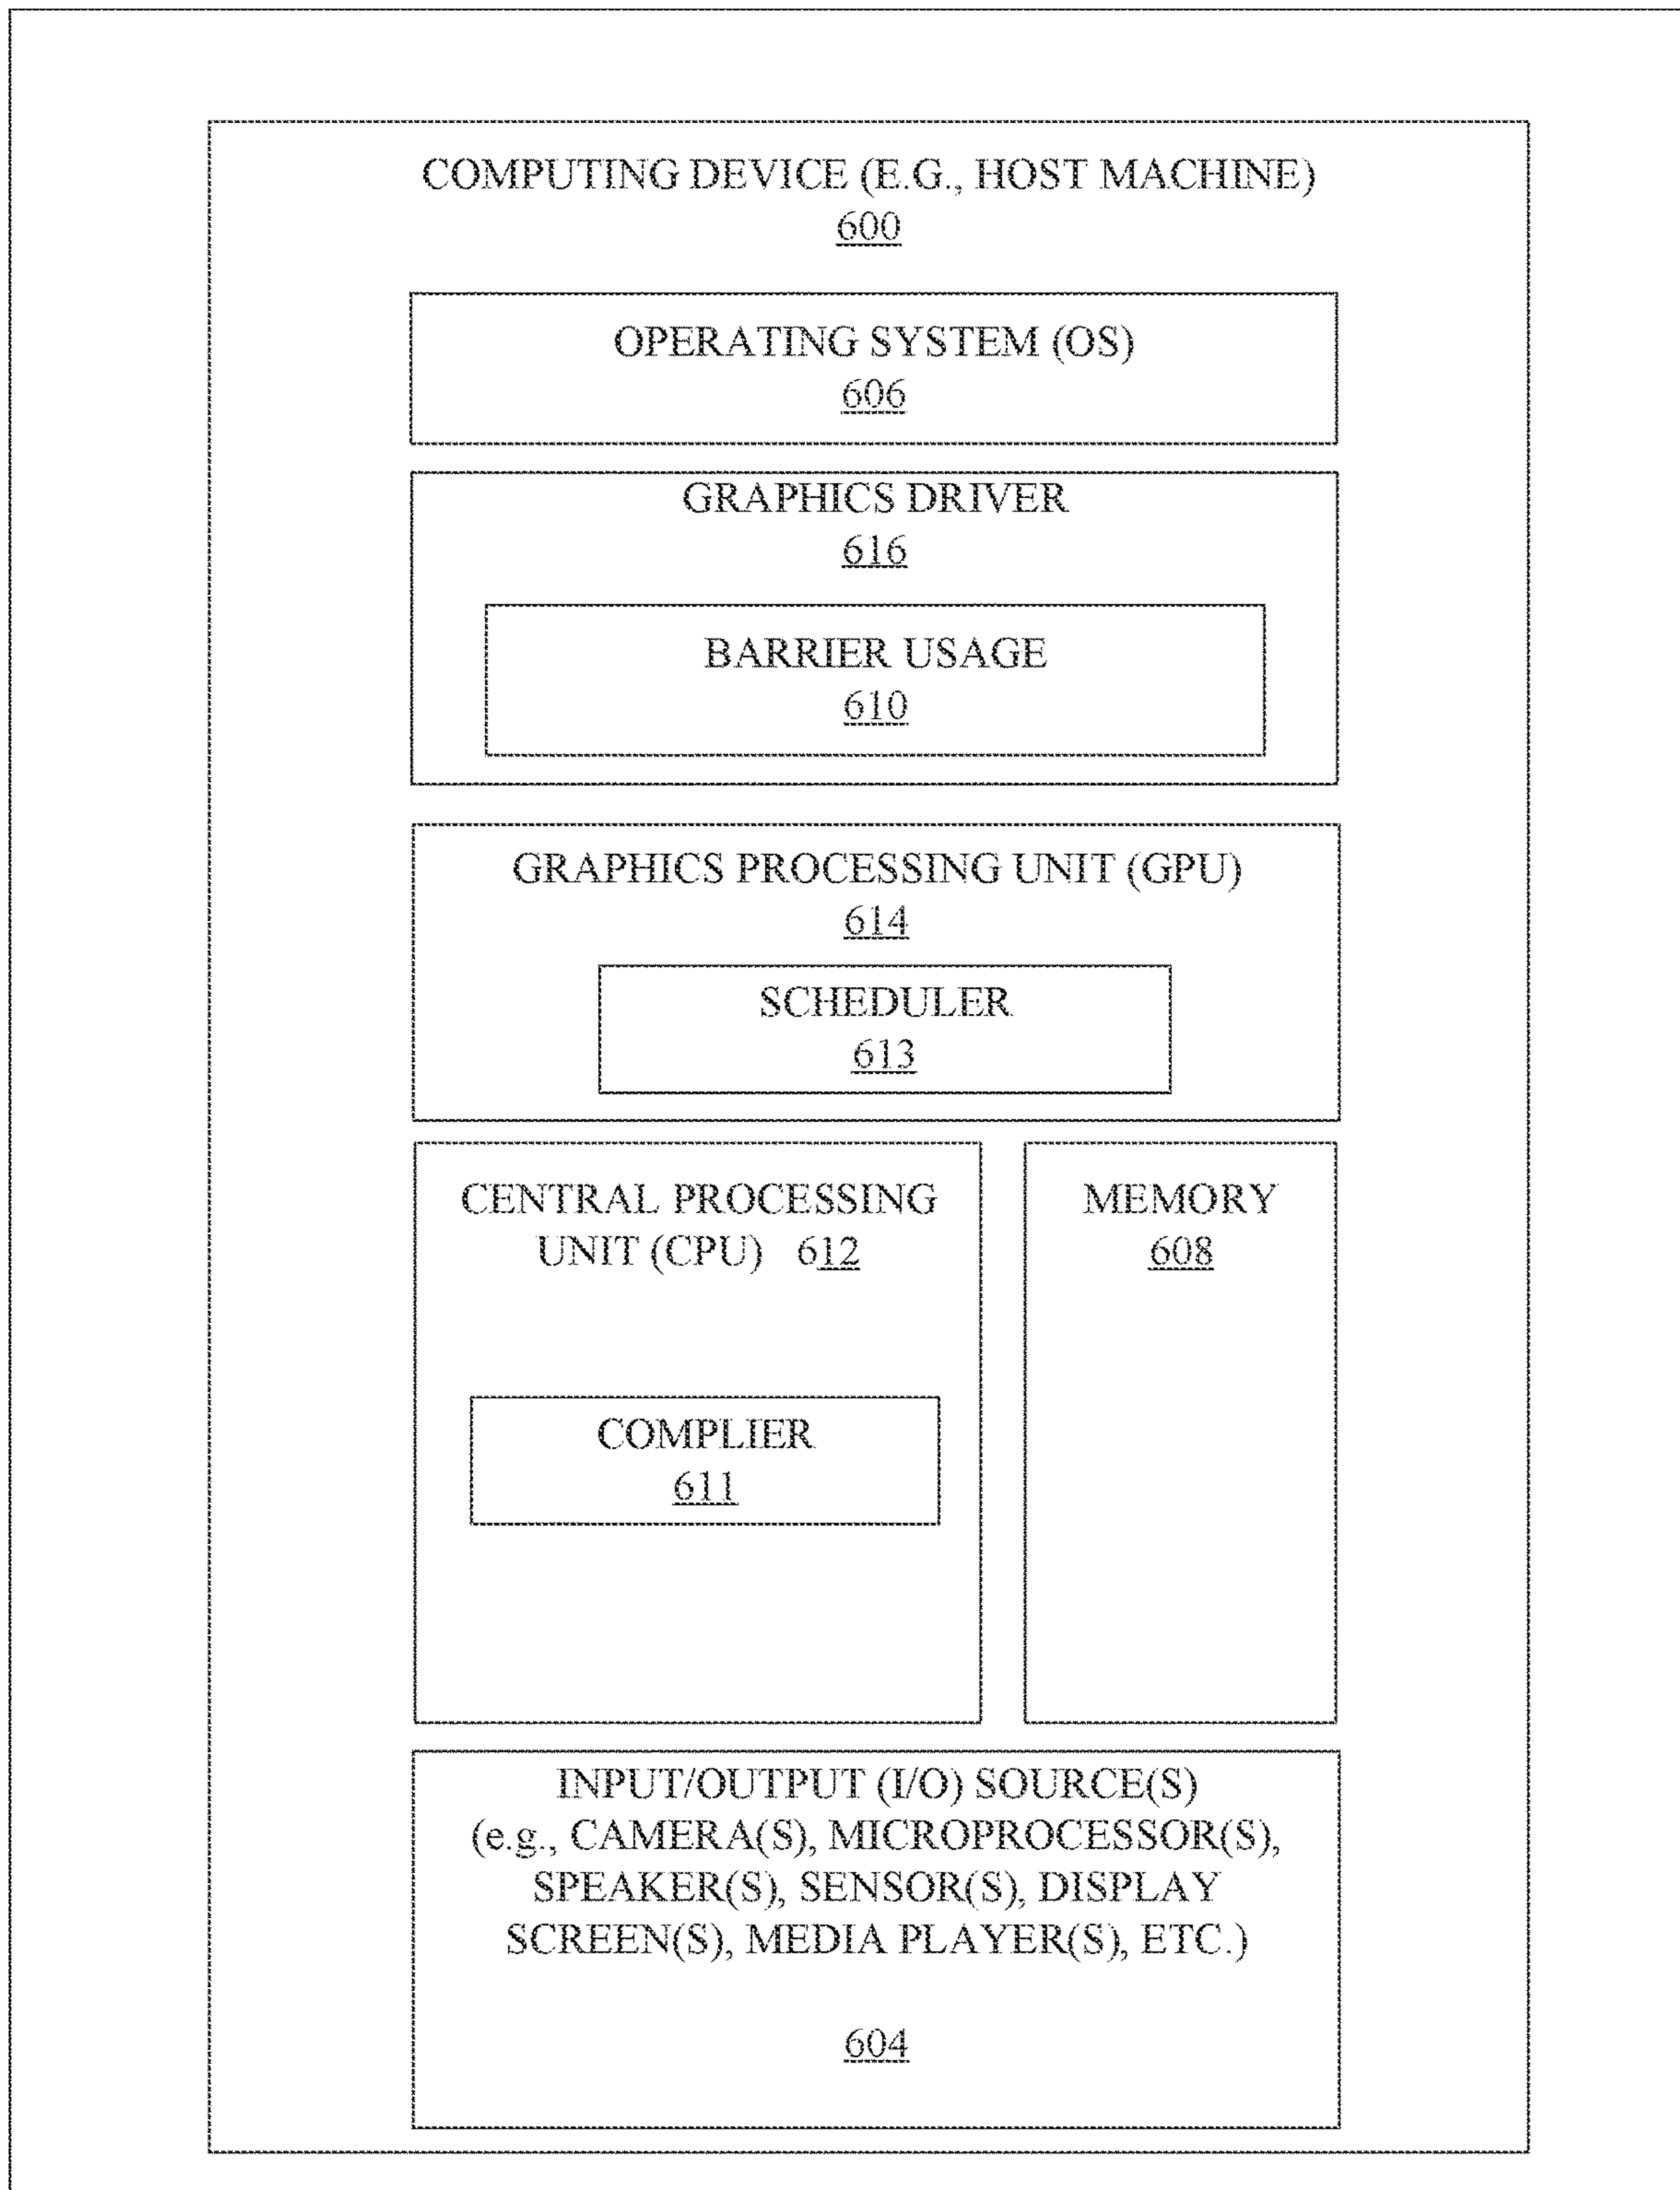 COMPUTING DEVICE (E.G., HOST MACHINE)
600
OPERATING SYSTEM (OS)
606
GRAPHICS DRIVER
616
BARRIER USAGE
610
GRAPHICS PROCESSING UNIT (GPU)
614
SCHEDULER
613
CENTRAL PROCESSING
UNIT (CPU) 612
COMPLIER
611
MEMORY
608
INPUT/OUTPUT (I/O) SOURCE(S)
(e.g., CAMERA(S), MICROPROCESSOR(S),
SPEAKER(S), SENSOR(S), DISPLAY
SCREEN(S), MEDIA PLAYER(S), ETC.)
604